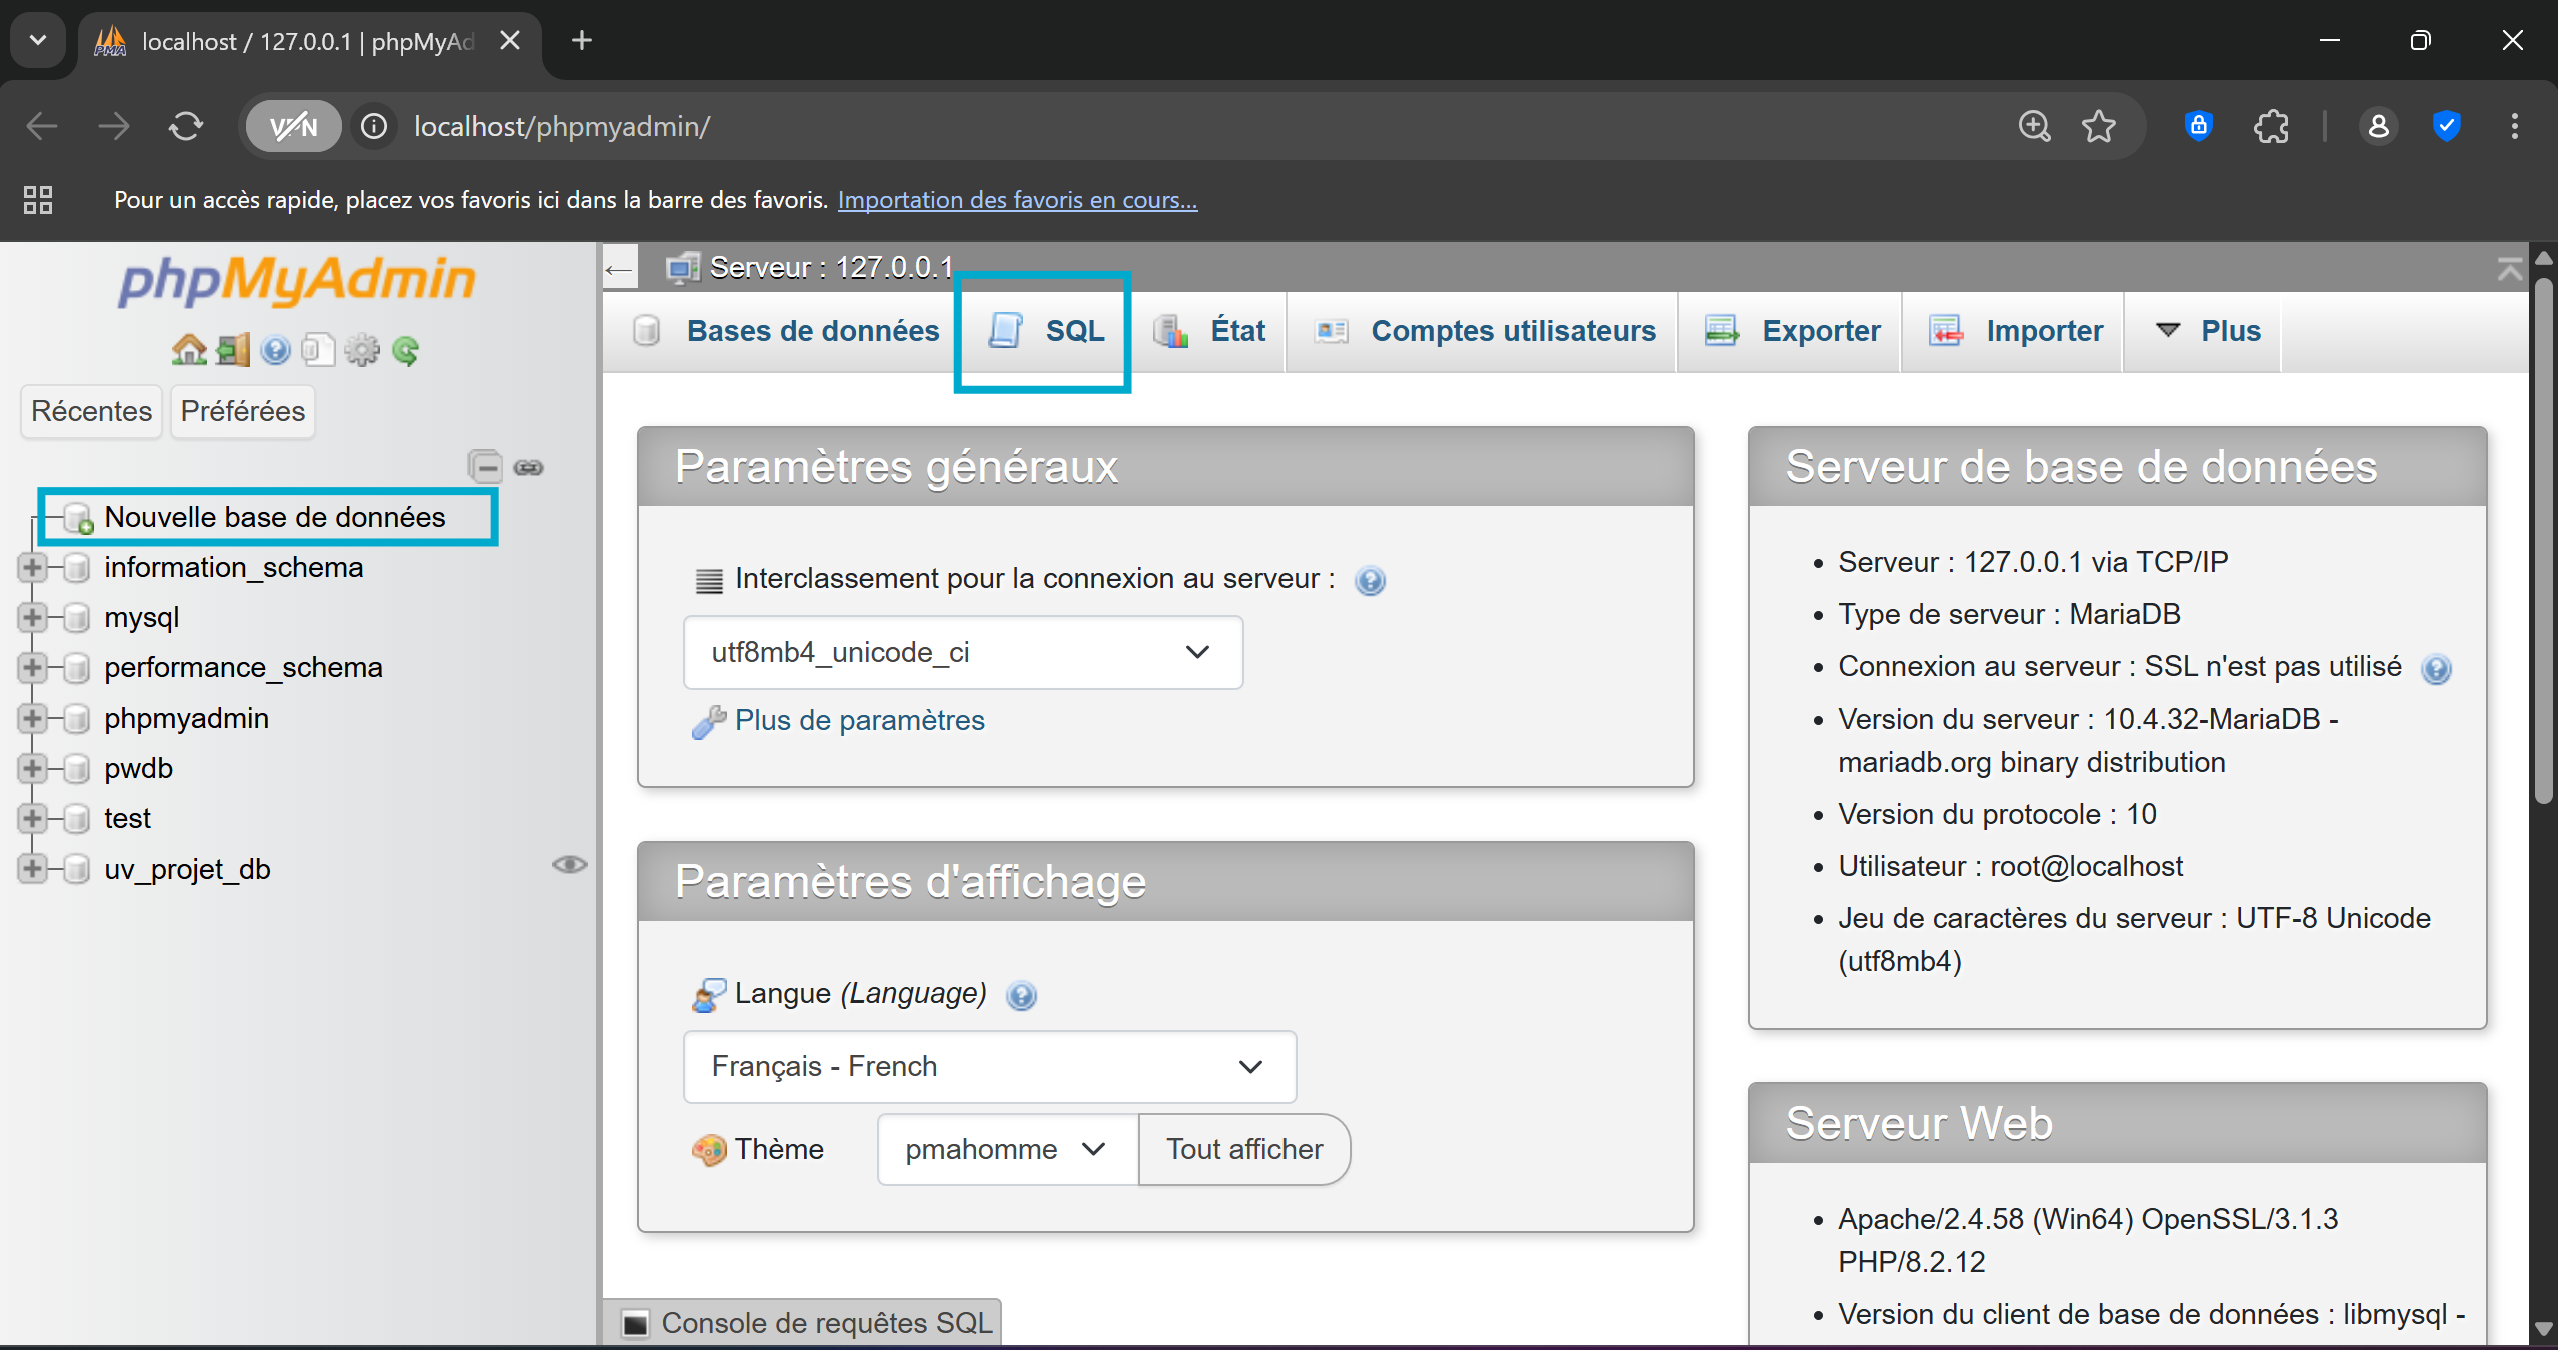 localhost / 127.0.0.1 | phpMyAd
VPN
localhost/phpmyadmin/
Pour un accès rapide, placez vos favoris ici dans la barre des favoris. Importation des favoris en cours...
phpMyAdmin
Récentes
Préférées
Nouvelle base de données
information_schema
mysql
performance_schema
phpmyadmin
pwdb
test
uv_projet_db
Serveur : 127.0.0.1
Bases de données
SQL
État
Comptes utilisateurs
Exporter
Importer
Plus
Paramètres généraux
Interclassement pour la connexion au serveur :
utf8mb4_unicode_ci
Plus de paramètres
Paramètres d'affichage
Langue (Language)
Français - French
Thème
pmahomme
Tout afficher
Console de requêtes SQL
Serveur de base de données
Serveur : 127.0.0.1 via TCP/IP
Type de serveur : MariaDB
Connexion au serveur : SSL n'est pas utilisé
Version du serveur : 10.4.32-MariaDB -
mariadb.org binary distribution
Version du protocole : 10
Utilisateur : root@localhost
Jeu de caractères du serveur : UTF-8 Unicode
(utf8mb4)
Serveur Web
Apache/2.4.58 (Win64) OpenSSL/3.1.3
PHP/8.2.12
Version du client de base de données : libmysql -